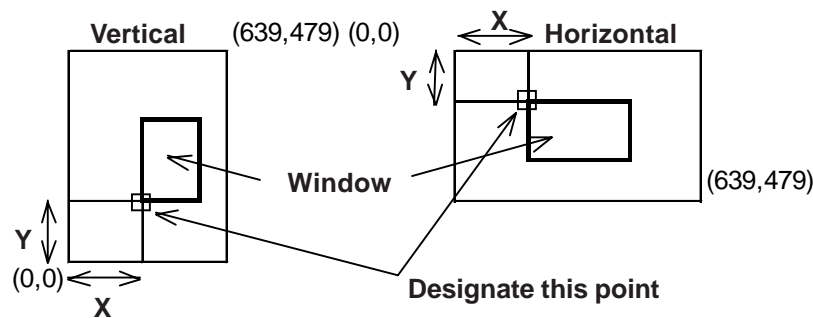 Vertical (639,479) (0,0) X Horizontal
Y
Window
(639,479)
Y
(0,0)
X
Designate this point